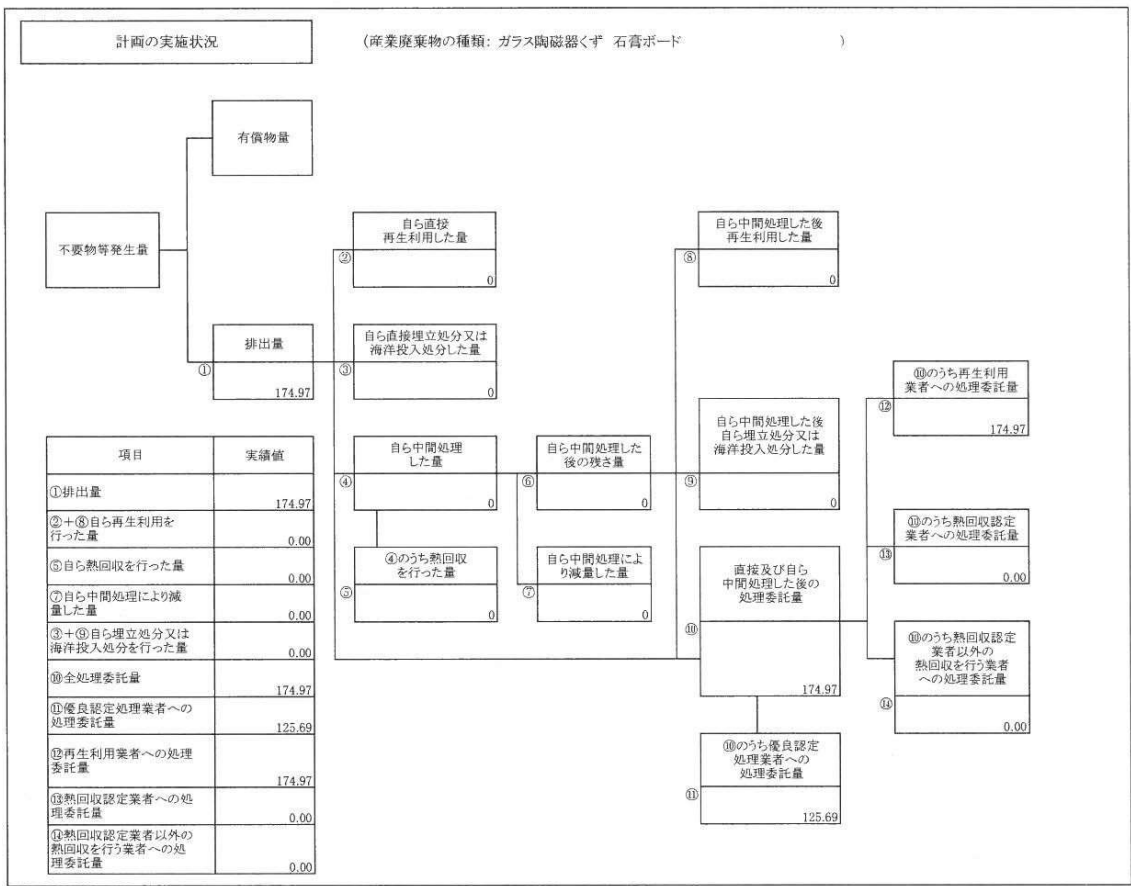 計画の実施状況
(産業廃棄物の種類: ガラス陶磁器くず 石膏ボード )
有償物量
不要物等発生量
排出量
①
174.97
自ら直接
再生利用した量
②
0
自ら直接埋立処分又は
海洋投入処分した量
③
0
自ら中間処理
した量
④
0
④のうち熱回収
を行った量
⑤
0
自ら中間処理した
後の残さ量
⑥
0
自ら中間処理によ
り減量した量
⑦
0
自ら中間処理した後
再生利用した量
⑧
0
自ら中間処理した後
自ら埋立処分又は
海洋投入処分した量
⑨
0
直接及び自ら
中間処理した後の
処理委託量
⑩
174.97
⑩のうち優良認定
処理業者への
処理委託量
⑪
125.69
⑩のうち再生利用
業者への処理委託量
⑫
174.97
⑩のうち熱回収認定
業者への処理委託量
⑬
0.00
⑩のうち熱回収認定
業者以外の
熱回収を行う業者
への処理委託量
⑭
0.00
項目 実績値
①排出量
174.97
②+⑧自ら再生利用を
行った量
0.00
⑤自ら熱回収を行った量
0.00
⑦自ら中間処理により減
量した量
0.00
③+⑨自ら埋立処分又は
海洋投入処分を行った量
0.00
⑩全処理委託量
174.97
⑪優良認定処理業者への
処理委託量
125.69
⑫再生利用業者への処理
委託量
174.97
⑬熱回収認定業者への処
理委託量
0.00
⑭熱回収認定業者以外の
熱回収を行う業者への処
理委託量
0.00